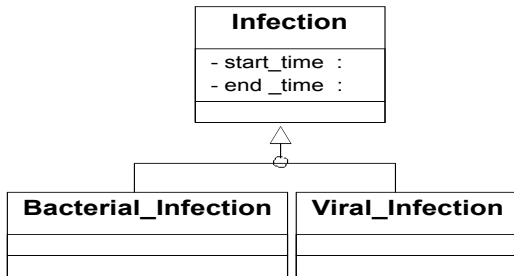 Infection
- start_time :
- end _time :
Bacterial_Infection
Viral_Infection